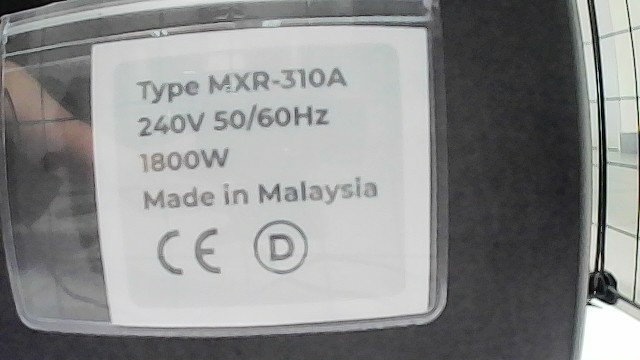 Type MXR-310A
240V 50/60Hz
1800W
Made in Malaysia
CE D